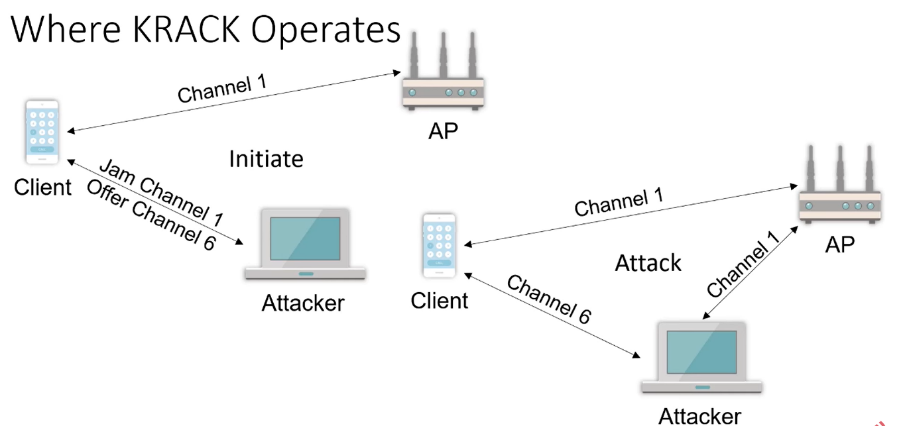 Where KRACK Operates
Channel 1
AP
Initiate
Client
Jam Channel 1
Offer Channel 6
Attacker
Channel 1
AP
Attack
Channel 1
Client
Channel 6
Attacker